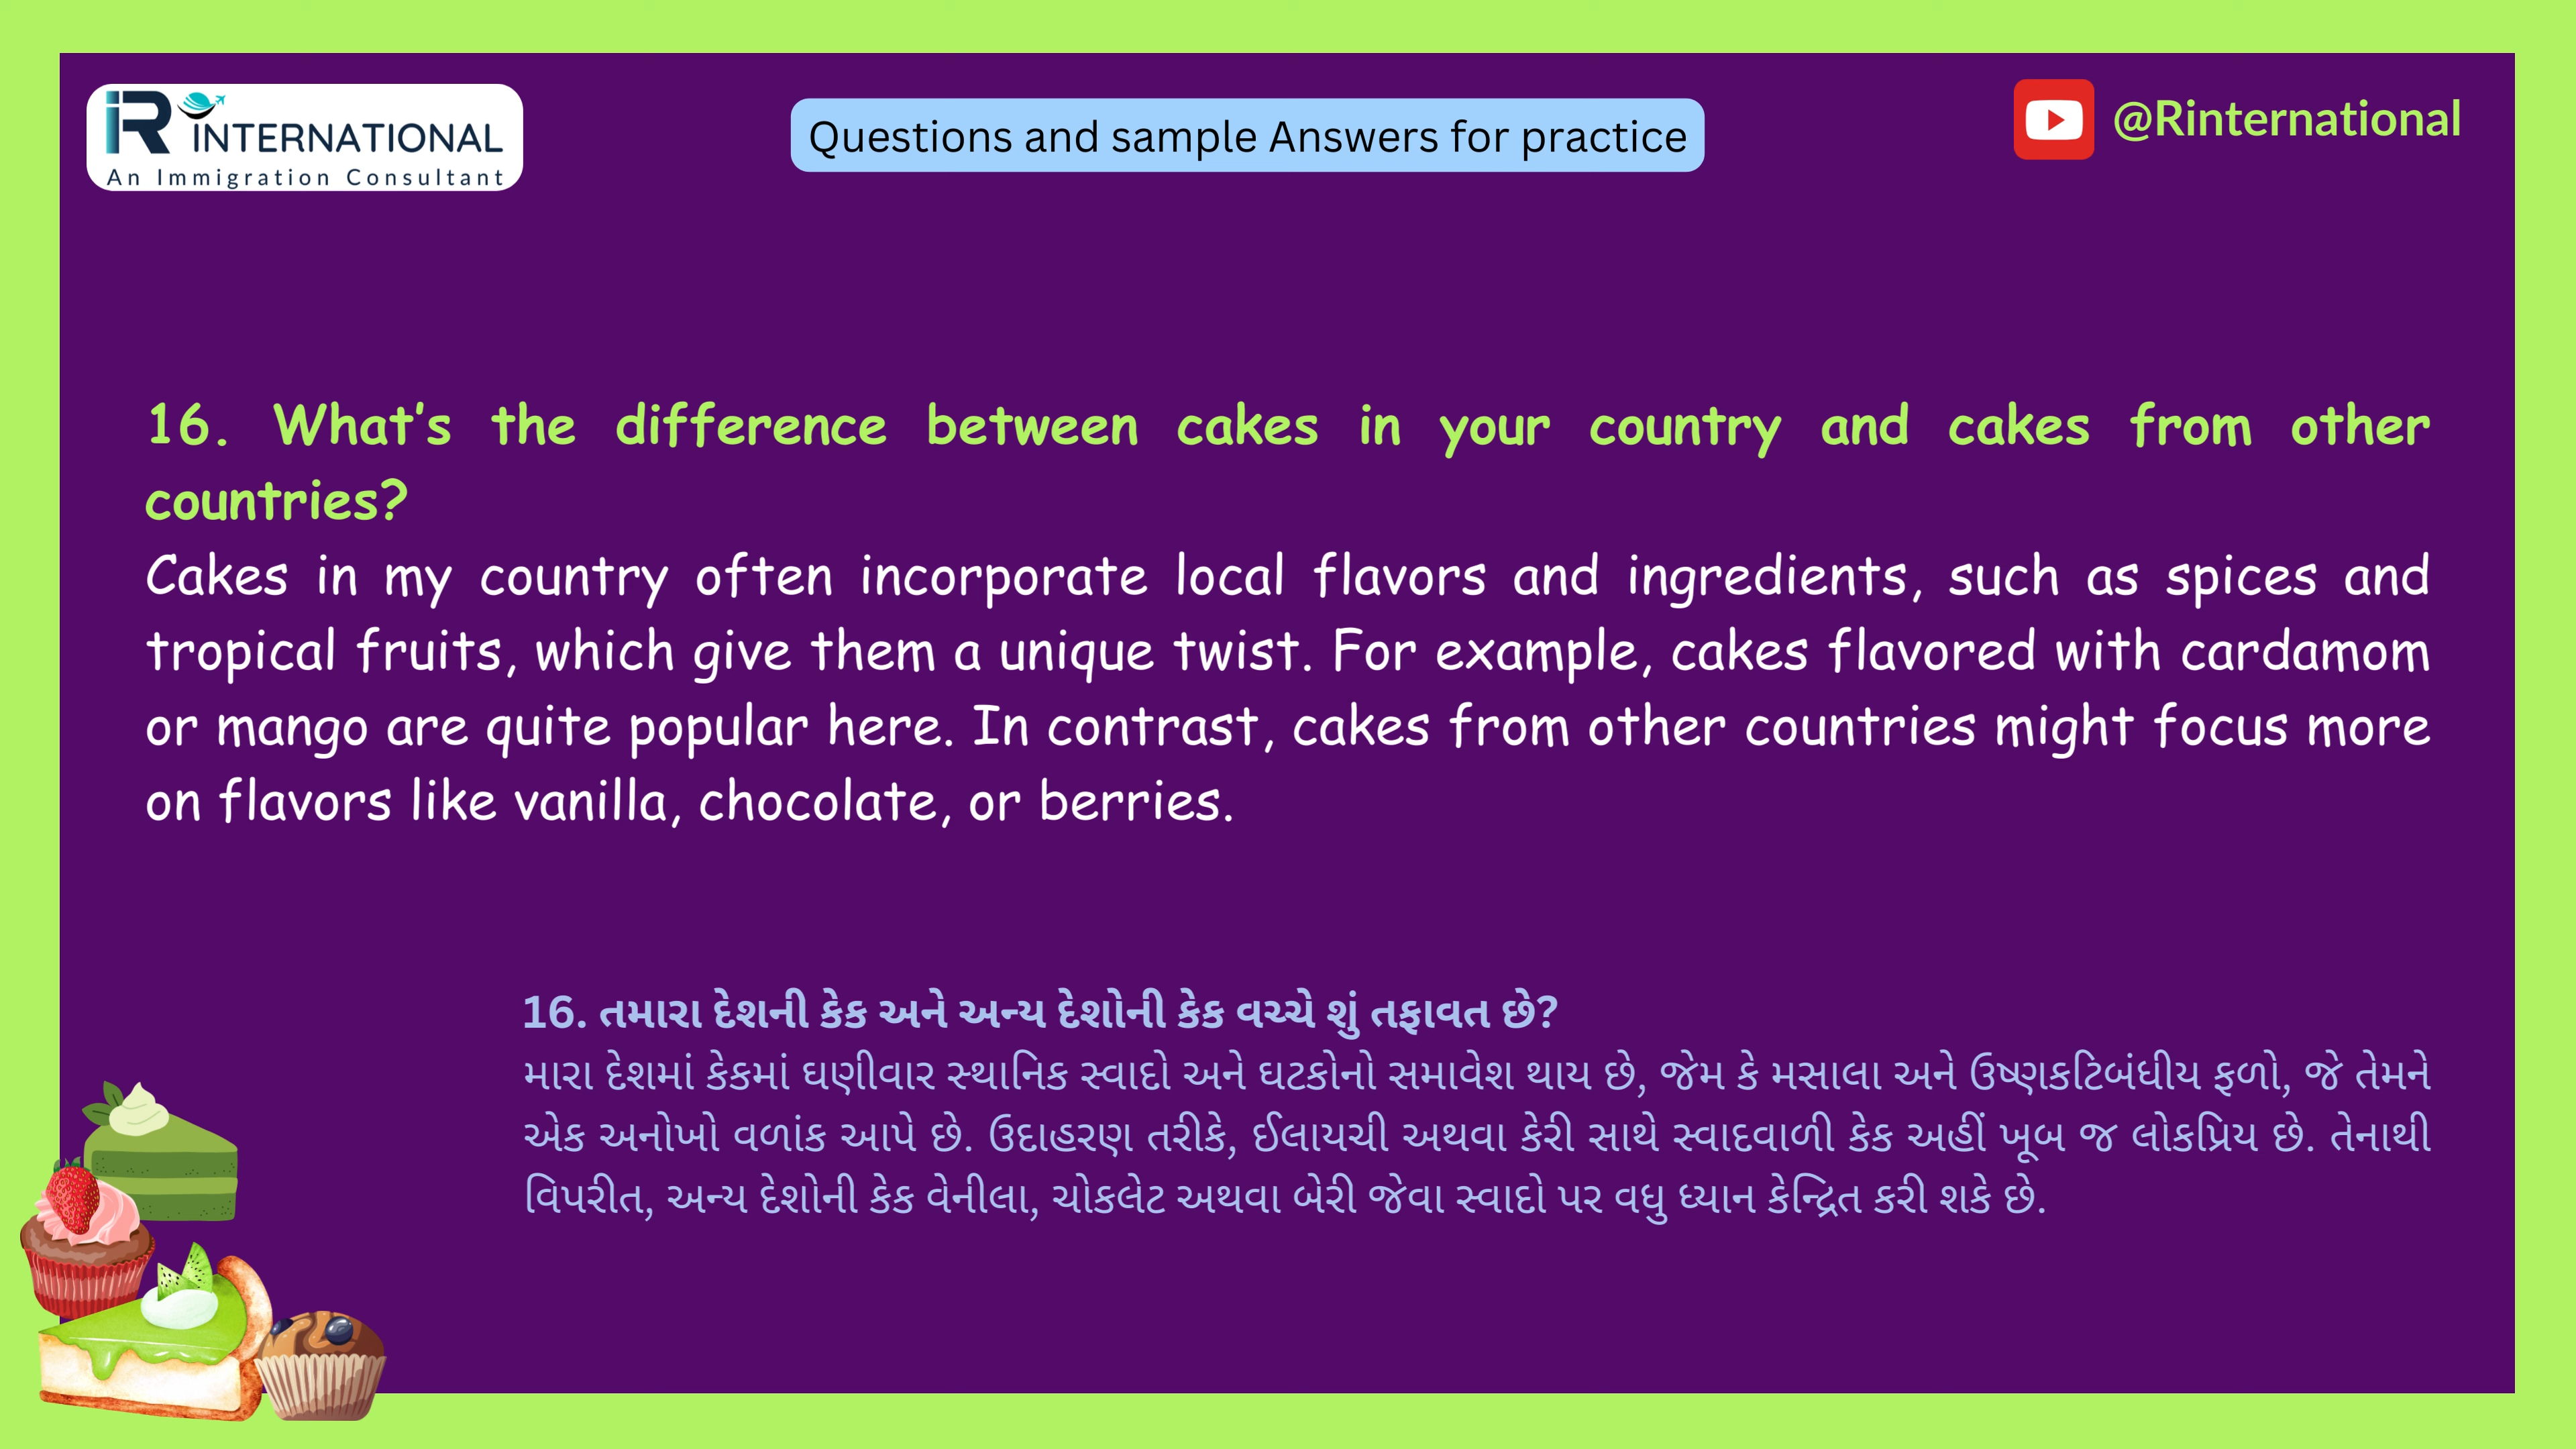 iR INTERNATIONAL
An Immigration Consultant
Questions and sample Answers for practice
@Rinternational
16. What's the difference between cakes in your country and cakes from other
countries?
Cakes in my country often incorporate local flavors and ingredients, such as spices and
tropical fruits, which give them a unique twist. For example, cakes flavored with cardamom
or mango are quite popular here. In contrast, cakes from other countries might focus more
on flavors like vanilla, chocolate, or berries.
16. તમારા દેશની કેક અને અન્ય દેશોની કેક વચ્ચે શું તફાવત છે?
મારા દેશમાં કેકમાં ઘણીવાર સ્થાનિક સ્વાદો અને ઘટકોનો સમાવેશ થાય છે, જેમ કે મસાલા અને ઉષ્ણકટિબંધીય ફળો, જે તેમને
એક અનોખો વળાંક આપે છે. ઉદાહરણ તરીકે, ઈલાયચી અથવા કેરી સાથે સ્વાદવાળી કેક અહીં ખૂબ જ લોકપ્રિય છે. તેનાથી
વિપરીત, અન્ય દેશોની કેક વેનીલા, ચોકલેટ અથવા બેરી જેવા સ્વાદો પર વધુ ધ્યાન કેન્દ્રિત કરી શકે છે.